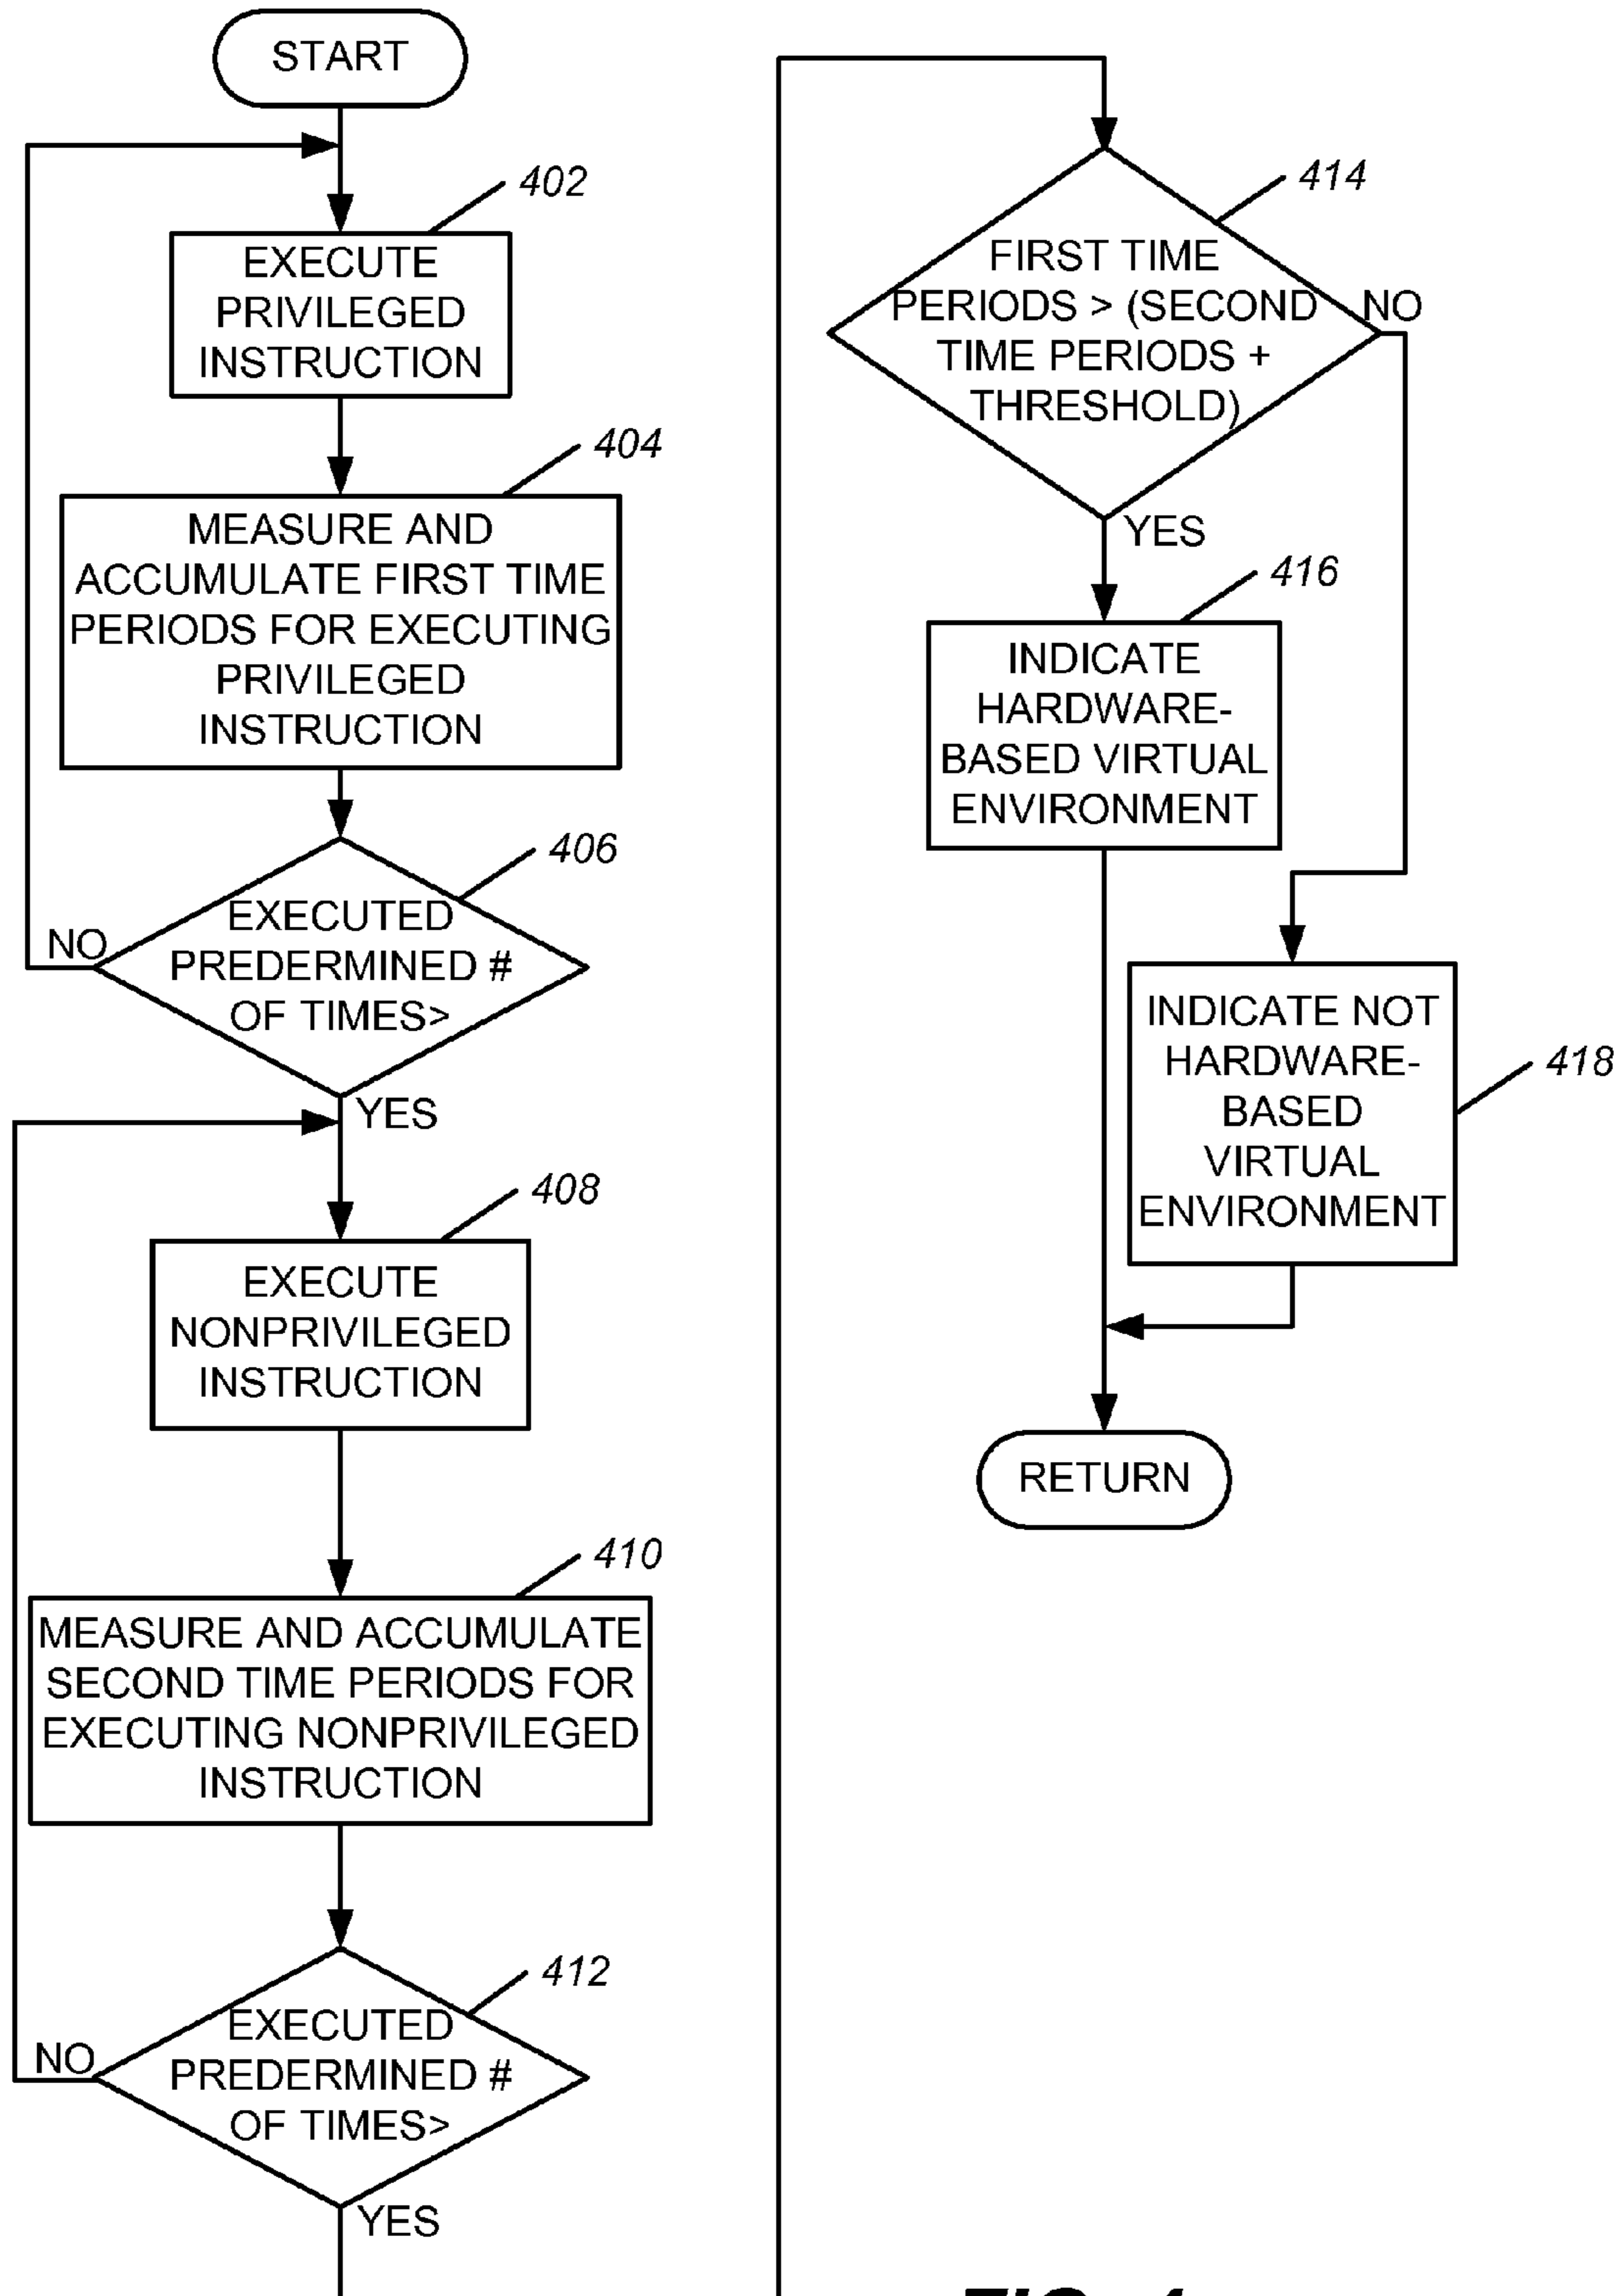 START
402
EXECUTE
PRIVILEGED
INSTRUCTION
404
MEASURE AND
ACCUMULATE FIRST TIME
PERIODS FOR EXECUTING
PRIVILEGED
INSTRUCTION
406
EXECUTED
PREDERMINED #
OF TIMES>
NO
YES
408
EXECUTE
NONPRIVILEGED
INSTRUCTION
410
MEASURE AND ACCUMULATE
SECOND TIME PERIODS FOR
EXECUTING NONPRIVILEGED
INSTRUCTION
412
EXECUTED
PREDERMINED #
OF TIMES>
NO
YES
414
FIRST TIME
PERIODS > (SECOND
TIME PERIODS +
THRESHOLD)
NO
YES
416
INDICATE
HARDWARE-
BASED VIRTUAL
ENVIRONMENT
INDICATE NOT
HARDWARE-
BASED
VIRTUAL
ENVIRONMENT
418
RETURN